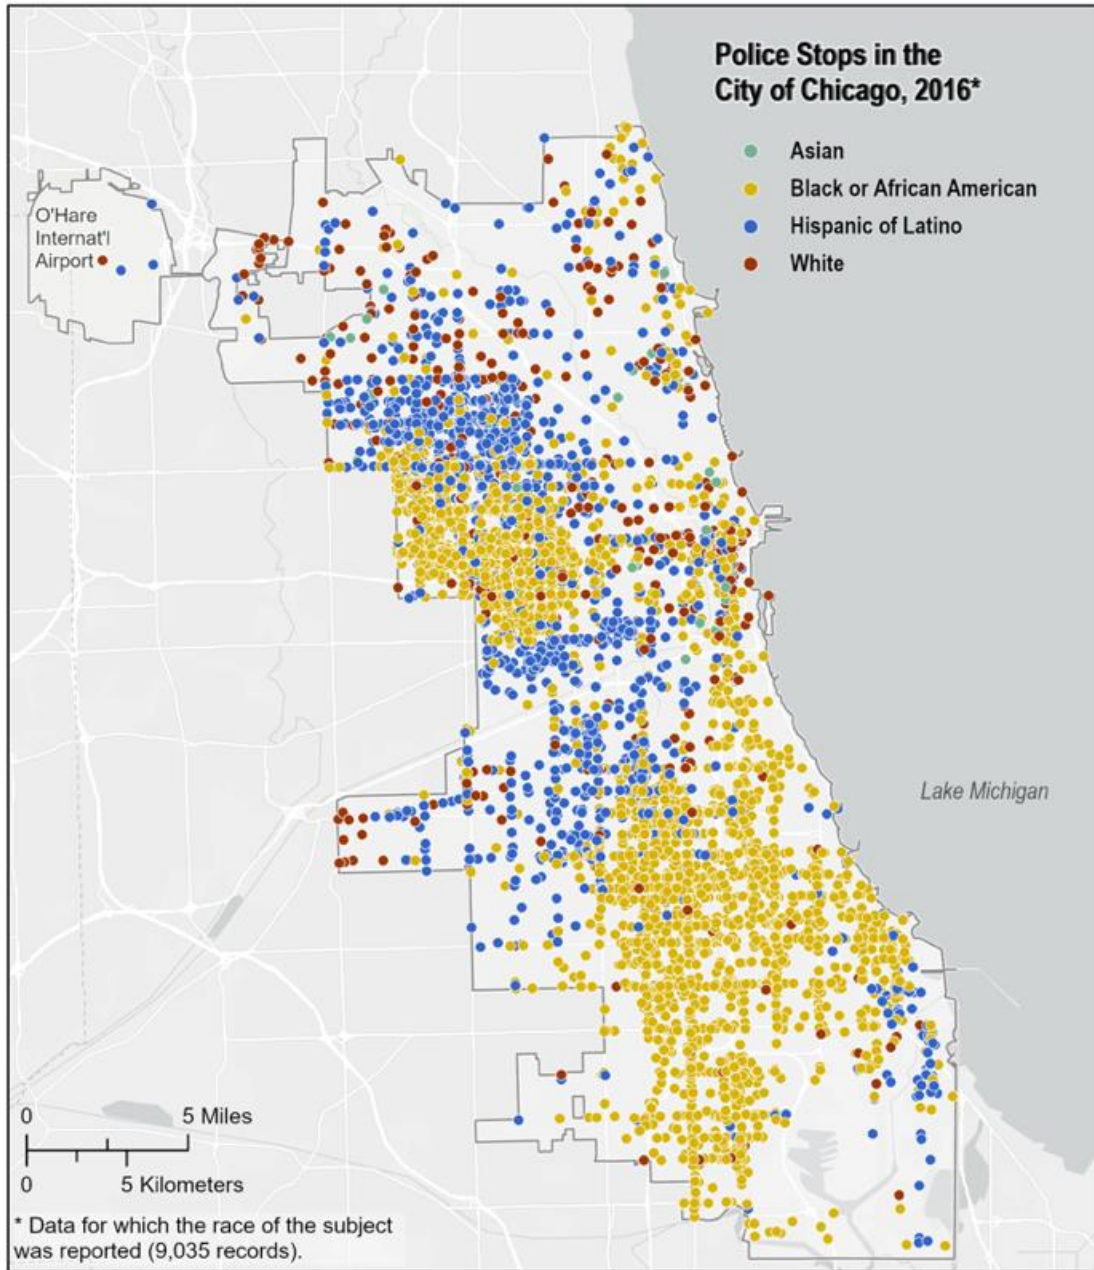 Police Stops in the
City of Chicago, 2016*
Asian
Black or African American
Hispanic of Latino
White
O'Hare
Internat'l
Airport
Lake Michigan
0 5 Miles
0 5 Kilometers
* Data for which the race of the subject
was reported (9,035 records).